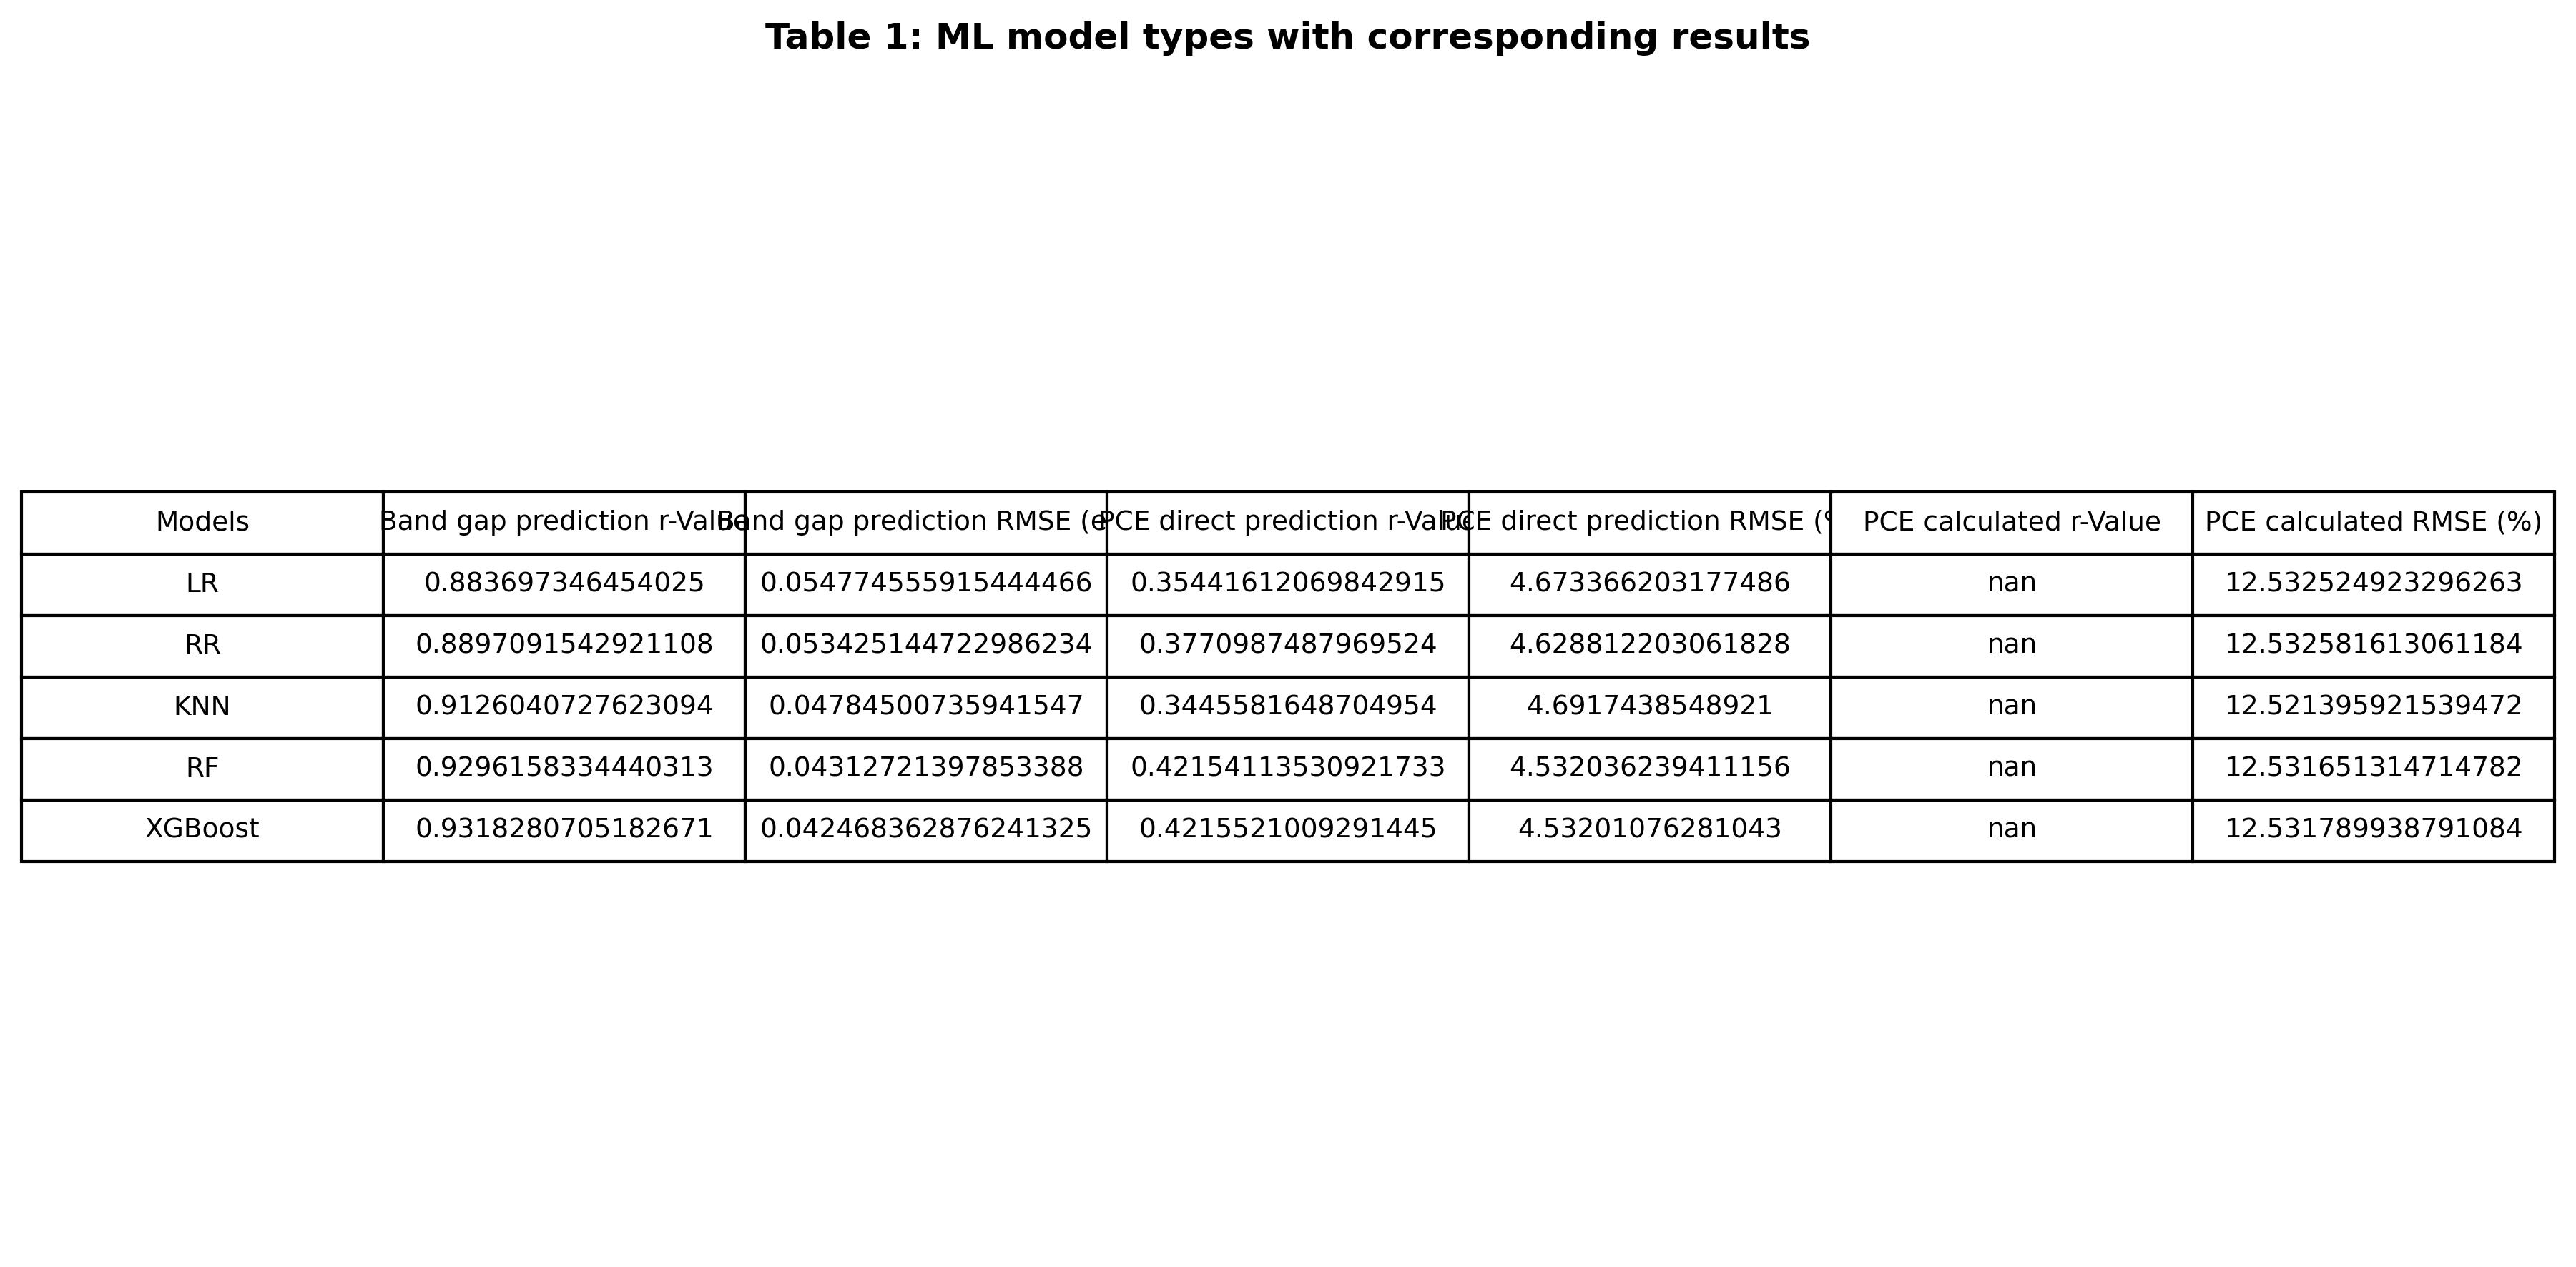 Table 1: ML model types with corresponding results
Models Band gap prediction r-Value Band gap prediction RMSE (e PCE direct prediction r-Value PCE direct prediction RMSE (% PCE calculated r-Value PCE calculated RMSE (%)
LR 0.883697346454025 0.054774555915444466 0.35441612069842915 4.673366203177486 nan 12.532524923296263
RR 0.8897091542921108 0.053425144722986234 0.3770987487969524 4.628812203061828 nan 12.532581613061184
KNN 0.9126040727623094 0.04784500735941547 0.3445581648704954 4.6917438548921 nan 12.521395921539472
RF 0.9296158334440313 0.04312721397853388 0.42154113530921733 4.532036239411156 nan 12.531651314714782
XGBoost 0.9318280705182671 0.042468362876241325 0.4215521009291445 4.53201076281043 nan 12.531789938791084